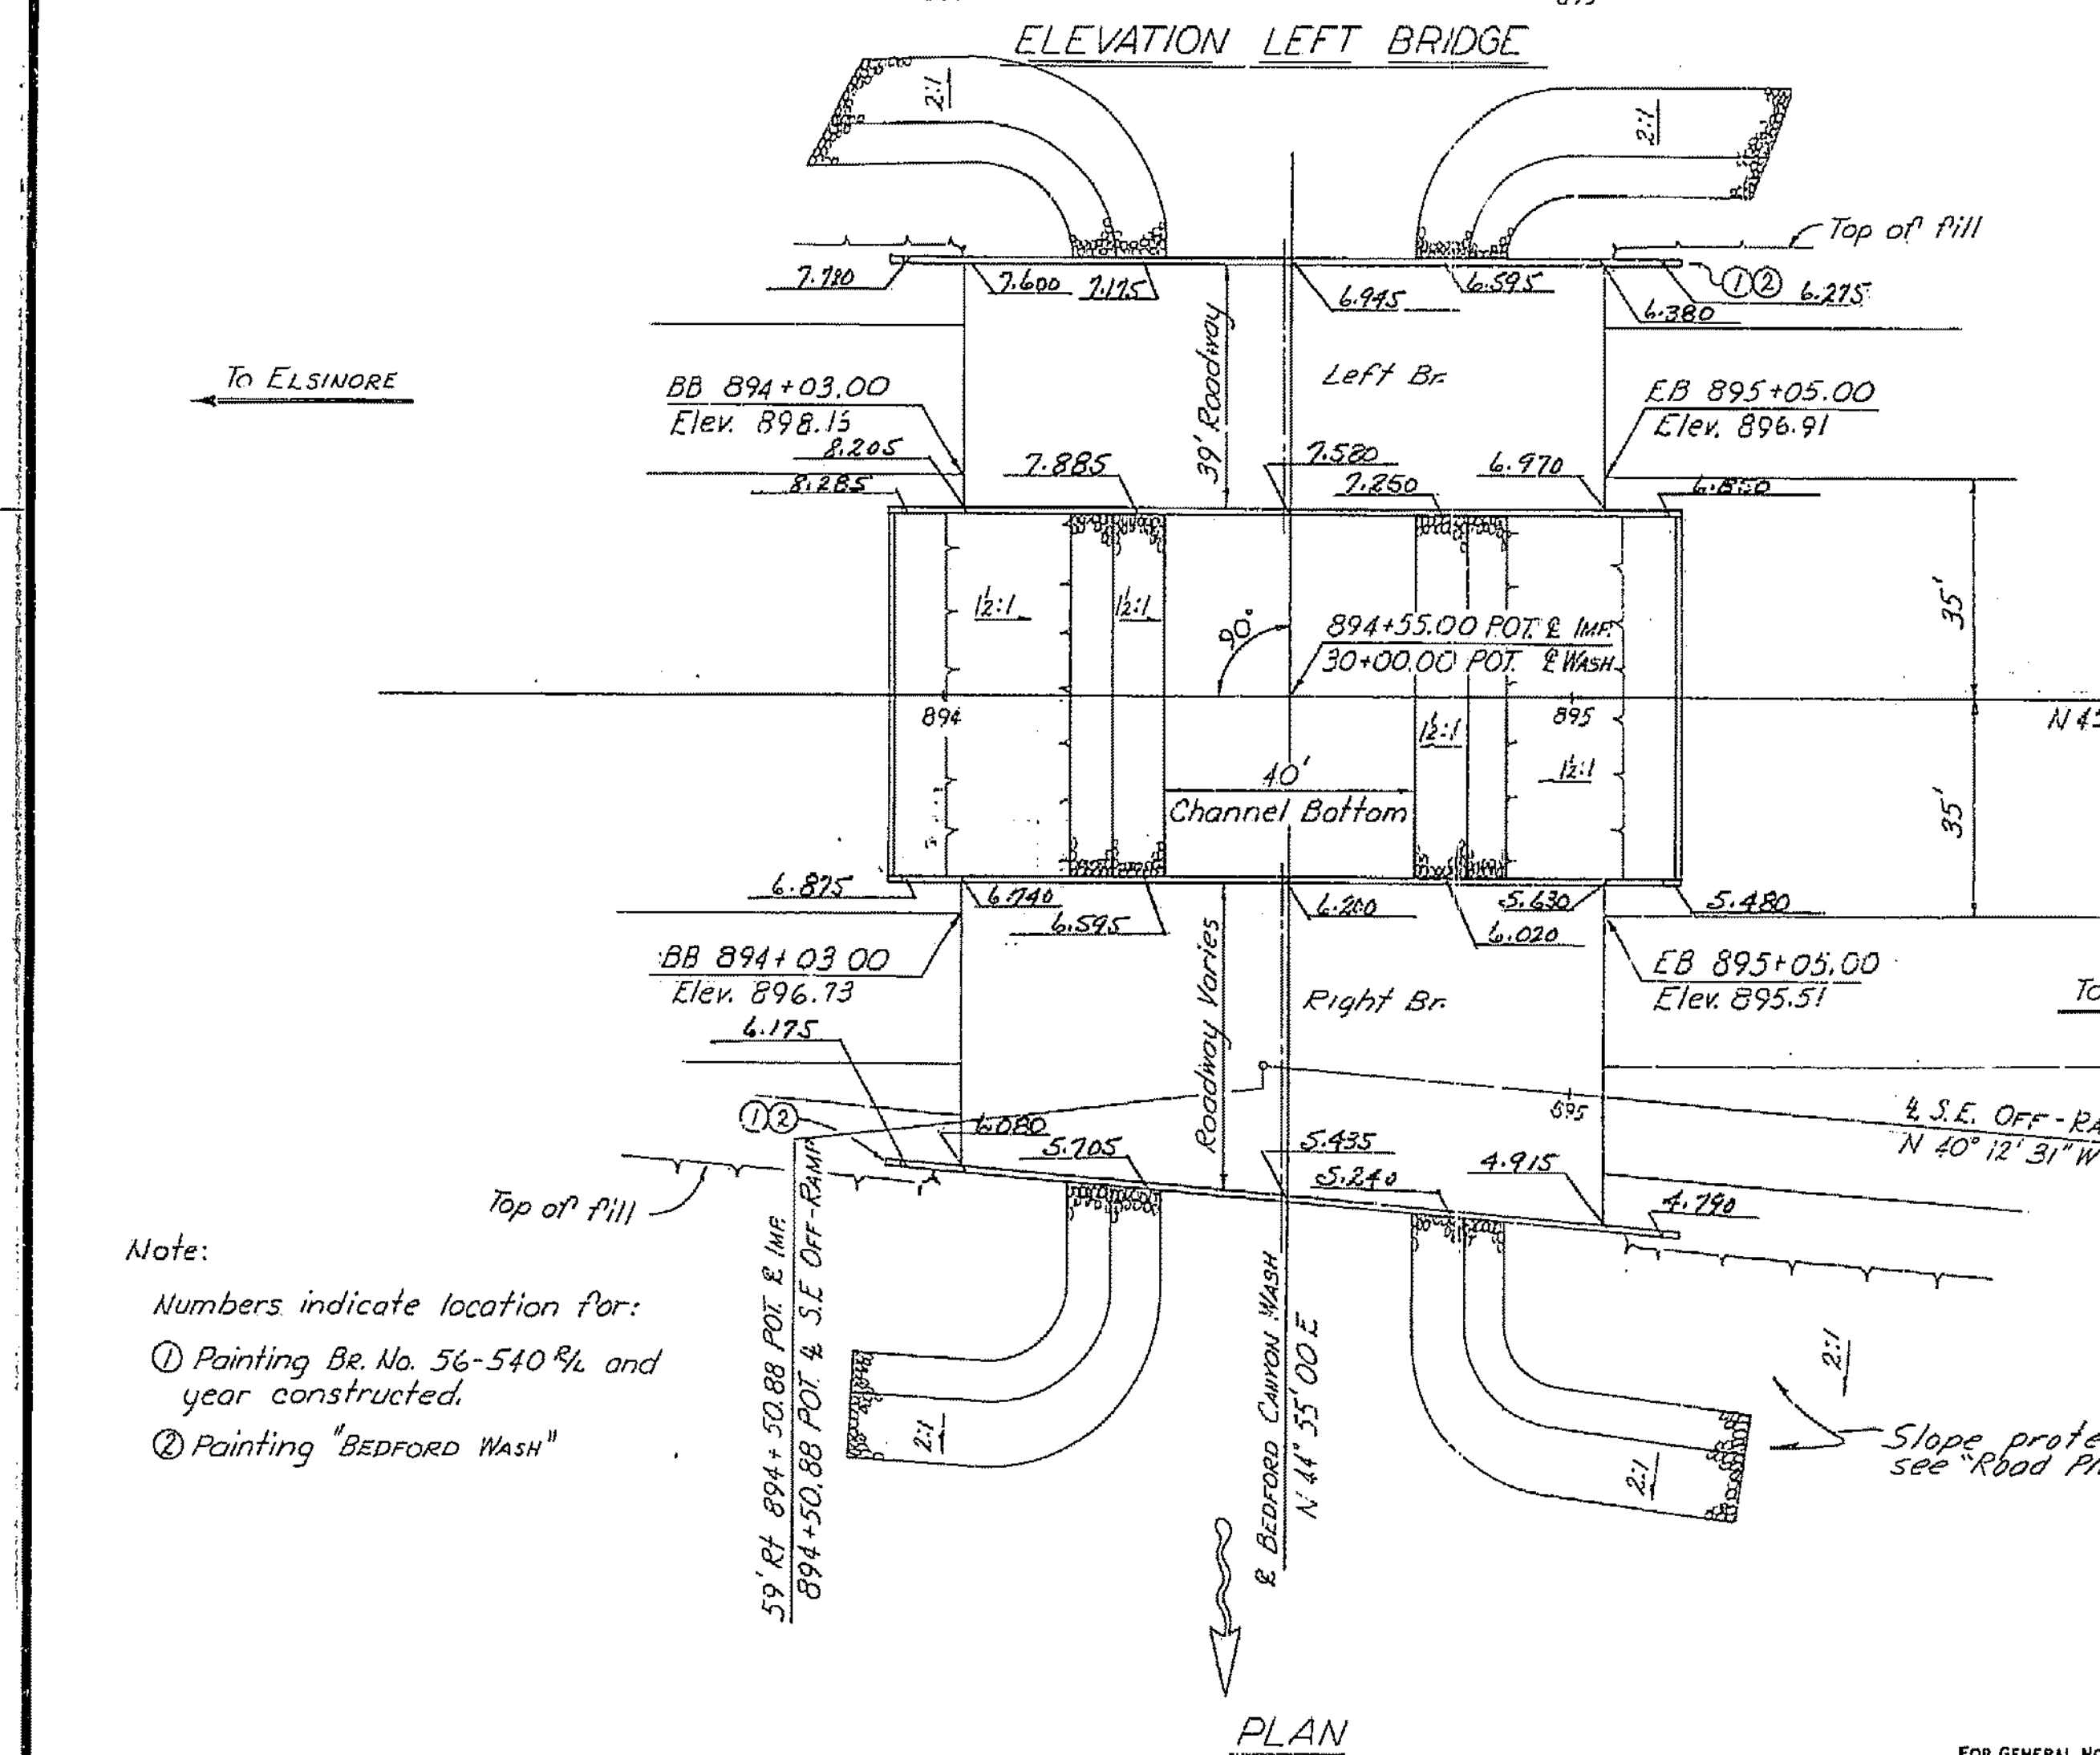 ELEVATION LEFT BRIDGE
2:1
2:1
Top of fill
7.780
7.600
7.175
6.945
6.595
①②
6.275
6.380
39' Roadway
Left Br.
To ELSINORE
BB 894+03.00
Elev. 898.15
EB 895+05.00
Elev. 896.91
8.205
8.285
7.885
7.580
7.250
6.970
6.850
1½:1
1½:1
90°
894+55.00 POT. ℄ IMP.
30+00.00 POT. ℄ WASH
35'
894
895
N 45
1½:1
1½:1
40'
Channel Bottom
35'
6.875
6.740
6.595
6.200
6.020
5.630
5.480
BB 894+03 00
Elev. 896.73
EB 895+05.00
Elev. 895.51
Roadway Varies
Right Br.
To
6.175
①②
6.080
5.705
5.435
5.240
4.915
4.790
895
℄ S.E. OFF-RA
N 40° 12' 31" W
Top of fill
59' Rt 894+50.88 POT. ℄ IMP.
894+50.88 POT. ℄ S.E OFF-RAMP
℄ BEDFORD CANYON WASH
N 44° 55' 00 E
Note:
Numbers indicate location for:
① Painting Br. No. 56-540 R/L and
year constructed.
② Painting "BEDFORD WASH"
2:1
2:1
2:1
Slope prote
see "Road Pl
PLAN
FOR GENERAL NO